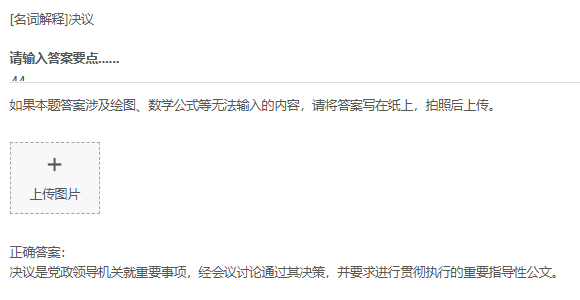 [名词解释]决议
请输入答案要点......
如果本题答案涉及绘图、数学公式等无法输入的内容，请将答案写在纸上，拍照后上传。
+
上传图片
正确答案：
决议是党政领导机关就重要事项，经会议讨论通过其决策，并要求进行贯彻执行的重要指导性公文。